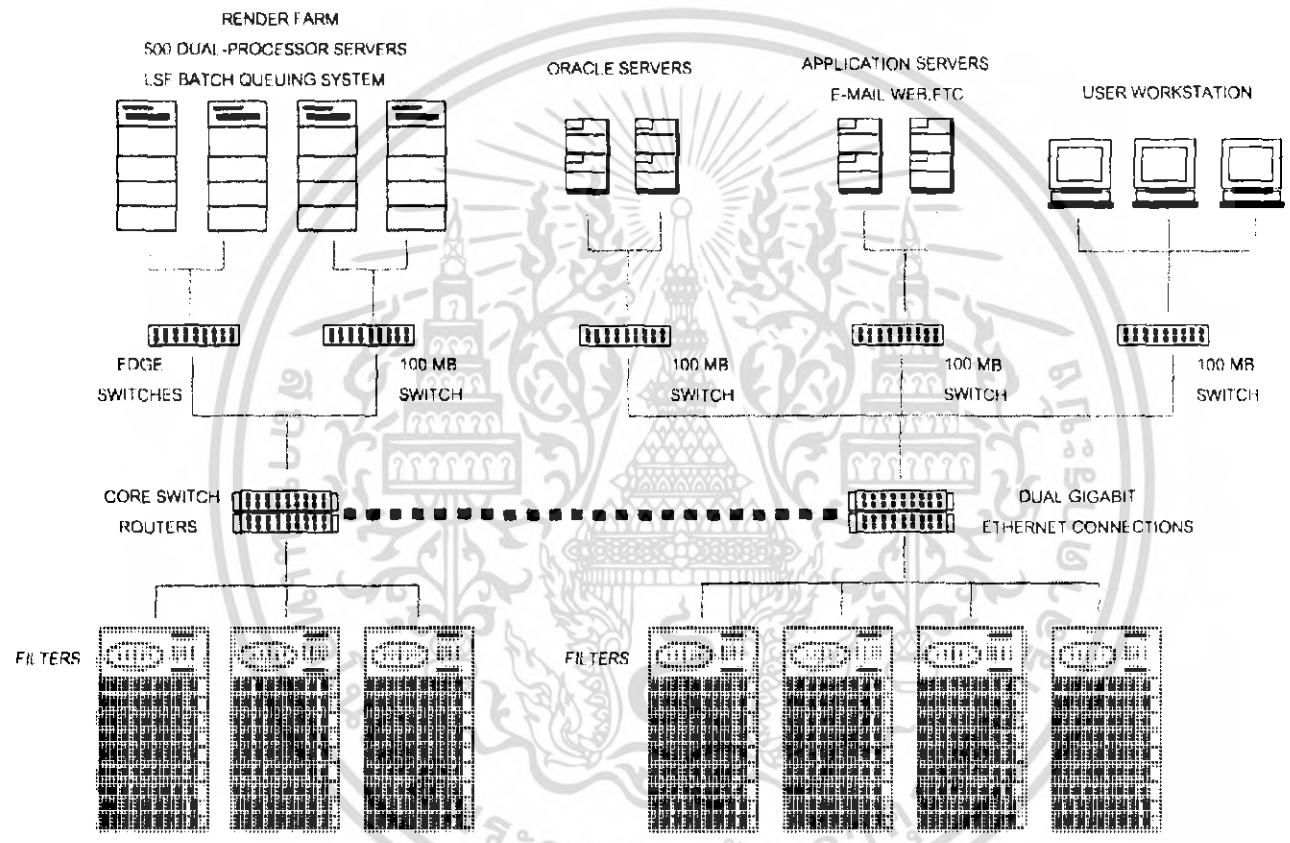 RENDER FARM
500 DUAL-PROCESSOR SERVERS
LSF BATCH QUEUING SYSTEM
ORACLE SERVERS
APPLICATION SERVERS
E-MAIL WEB,ETC
USER WORKSTATION
EDGE
SWITCHES
100 MB
SWITCH
100 MB
SWITCH
100 MB
SWITCH
100 MB
SWITCH
CORE SWITCH
ROUTERS
DUAL GIGABIT
ETHERNET CONNECTIONS
FILTERS
FILTERS